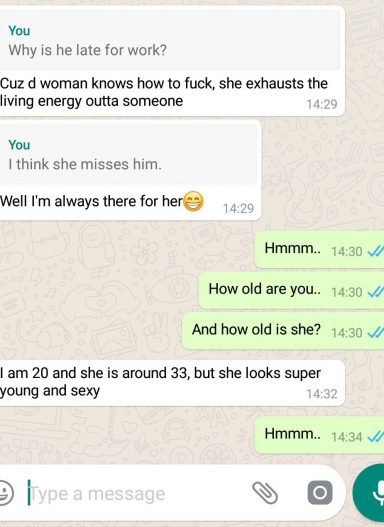 You
Why is he late for work?
Cuz d woman knows how to fuck, she exhausts the
living energy outta someone
14:29
You
I think she misses him.
Well I'm always there for her😁
14:29
Hmmm.. 14:30
How old are you.. 14:30
And how old is she? 14:30
I am 20 and she is around 33, but she looks super
young and sexy
14:32
Hmmm.. 14:34
Type a message